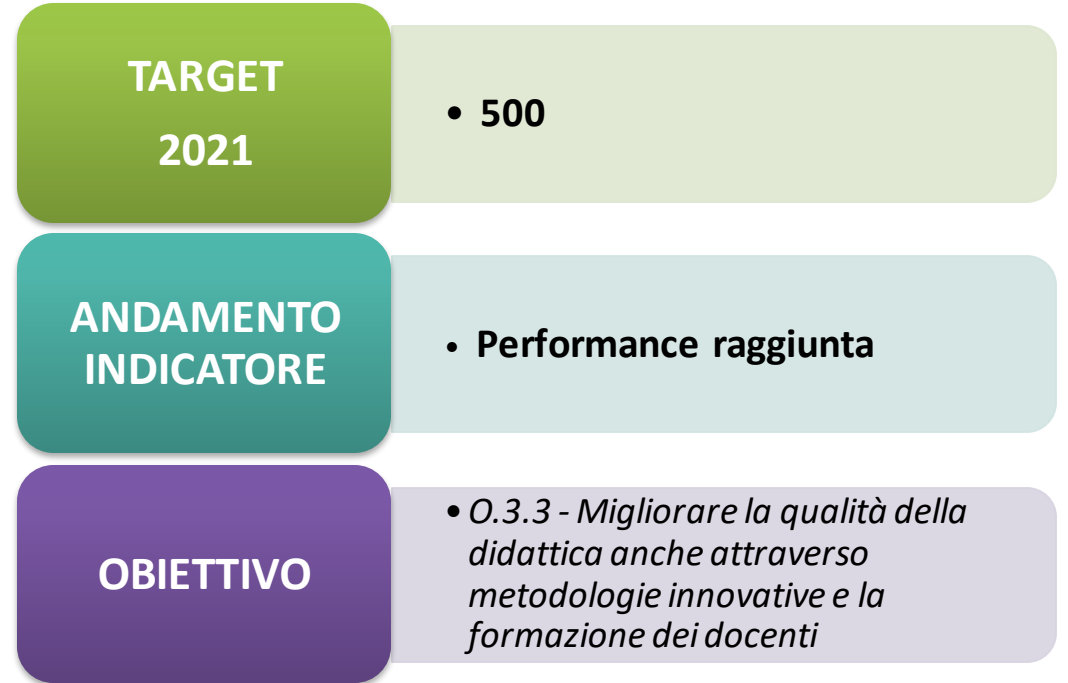 TARGET
2021
• 500
ANDAMENTO
INDICATORE
• Performance raggiunta
OBIETTIVO
• O.3.3 - Migliorare la qualità della
didattica anche attraverso
metodologie innovative e la
formazione dei docenti